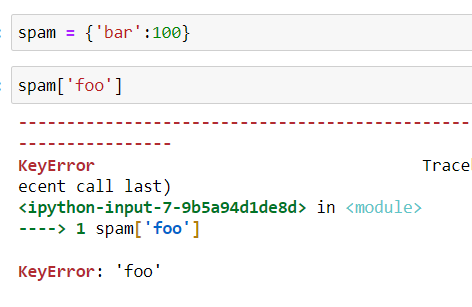 spam = {'bar':100}
spam['foo']
---------------------------------------------
----------------
KeyError Tracel
ecent call last)
<ipython-input-7-9b5a94d1de8d> in <module>
----> 1 spam['foo']
KeyError: 'foo'